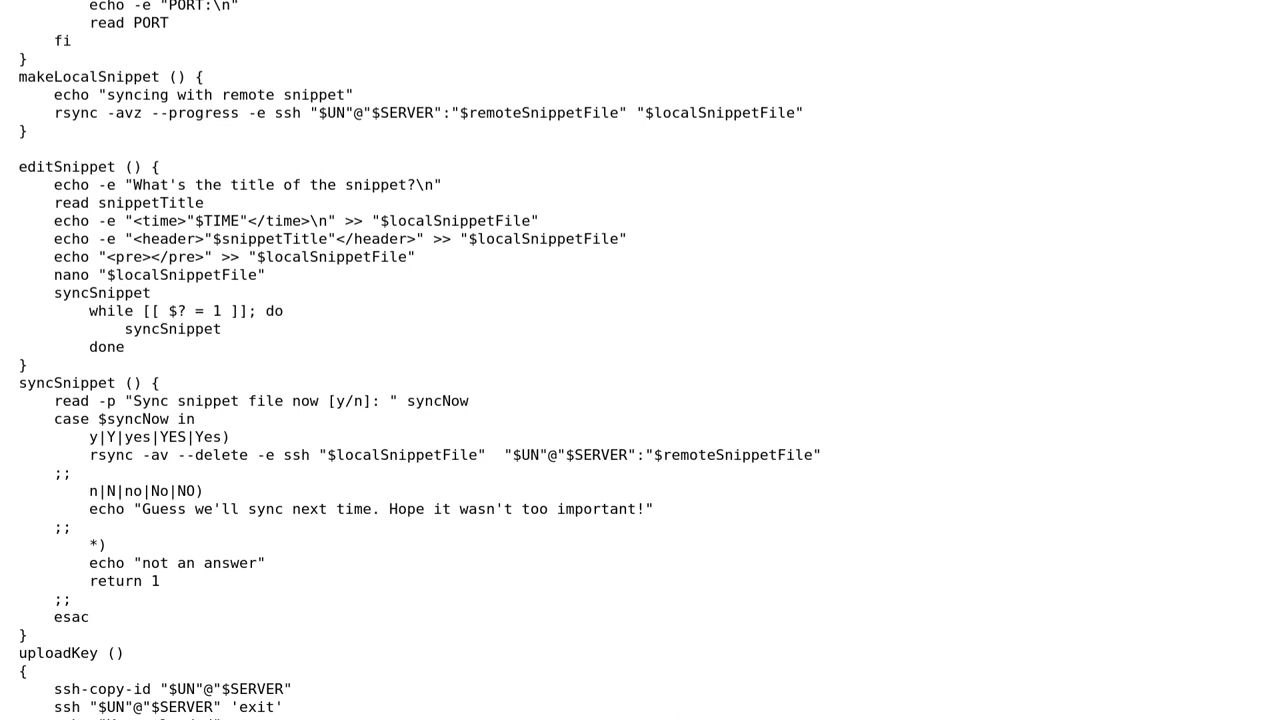 echo -e "PORT:\n"
read PORT
fi
}
makeLocalSnippet () {
echo "syncing with remote snippet"
rsync -avz --progress -e ssh "$UN"@"$SERVER":"$remoteSnippetFile" "$localSnippetFile"
}
editSnippet () {
echo -e "What's the title of the snippet?\n"
read snippetTitle
echo -e "<time>"$TIME"</time>\n" >> "$localSnippetFile"
echo -e "<header>"$snippetTitle"</header>" >> "$localSnippetFile"
echo "<pre></pre>" >> "$localSnippetFile"
nano "$localSnippetFile"
syncSnippet
while [[ $? = 1 ]]; do
syncSnippet
done
}
syncSnippet () {
read -p "Sync snippet file now [y/n]: " syncNow
case $syncNow in
y|Y|yes|YES|Yes)
rsync -av --delete -e ssh "$localSnippetFile"  "$UN"@"$SERVER":"$remoteSnippetFile"
;;
n|N|no|No|NO)
echo "Guess we'll sync next time. Hope it wasn't too important!"
;;
*)
echo "not an answer"
return 1
;;
esac
}
uploadKey ()
{
ssh-copy-id "$UN"@"$SERVER"
ssh "$UN"@"$SERVER" 'exit'